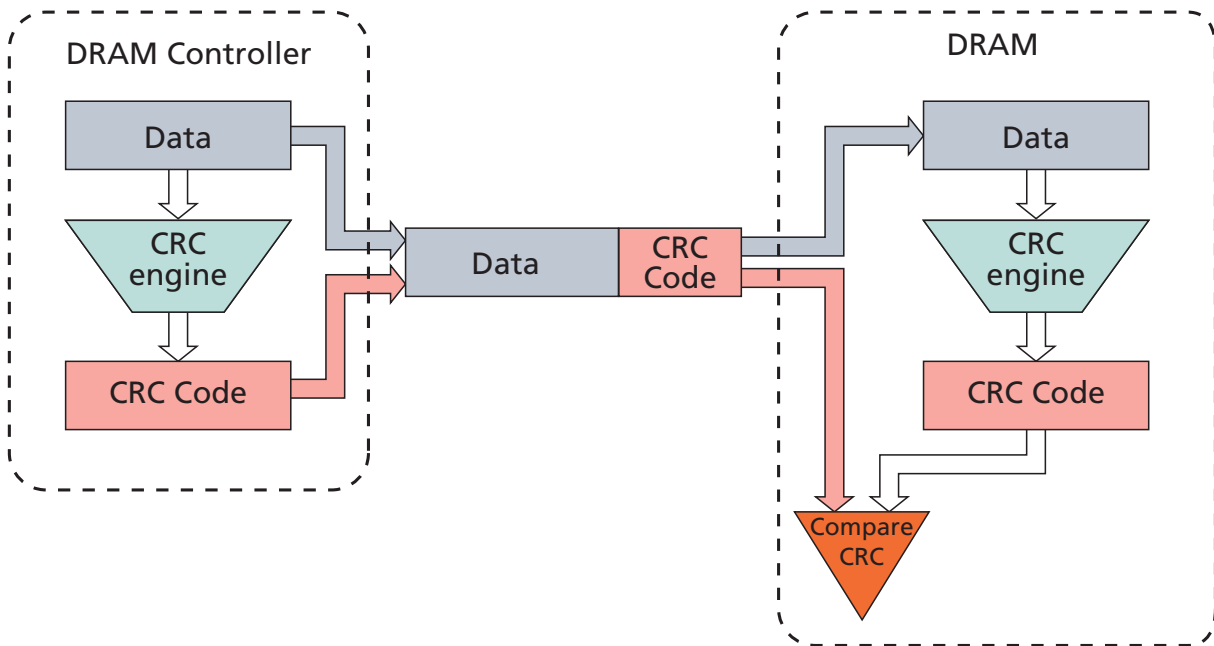 DRAM Controller
Data
CRC
engine
CRC Code
Data
CRC
Code
DRAM
Data
CRC
engine
CRC Code
Compare
CRC